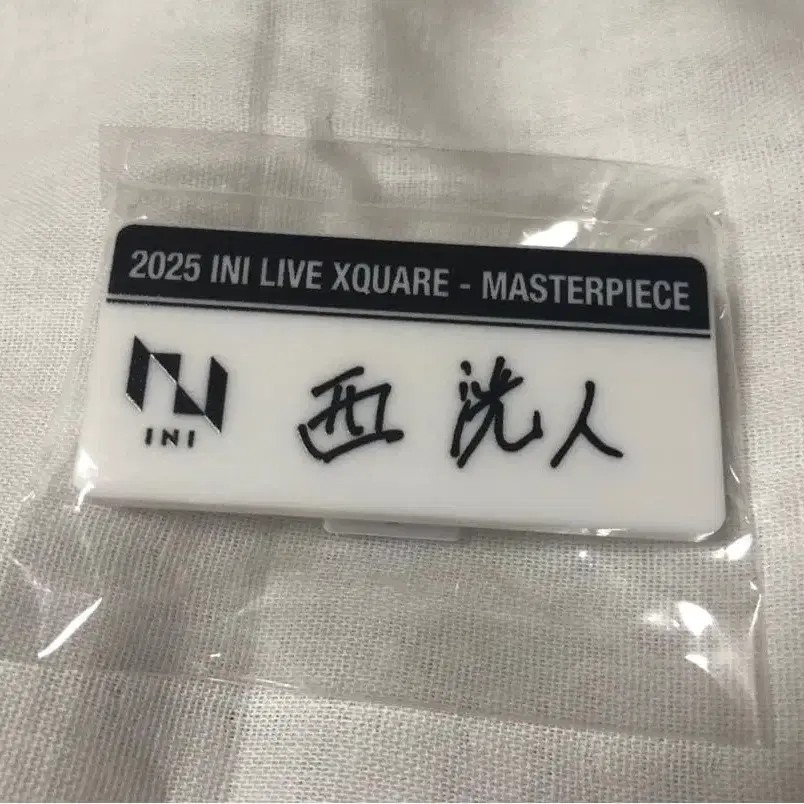 2025 INI LIVE XQUARE - MASTERPIECE
INI
西 洸人